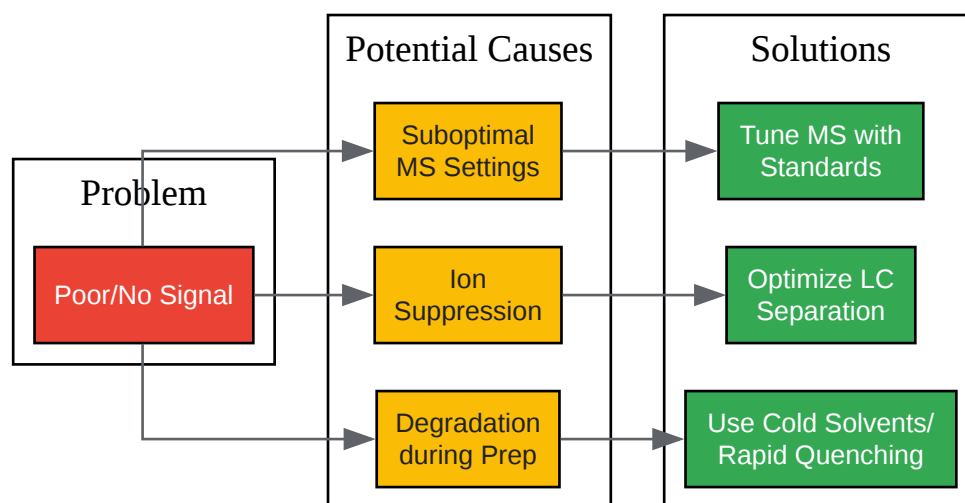 Problem
Poor/No Signal
Potential Causes
Suboptimal
MS Settings
Ion
Suppression
Degradation
during Prep
Solutions
Tune MS with
Standards
Optimize LC
Separation
Use Cold Solvents/
Rapid Quenching